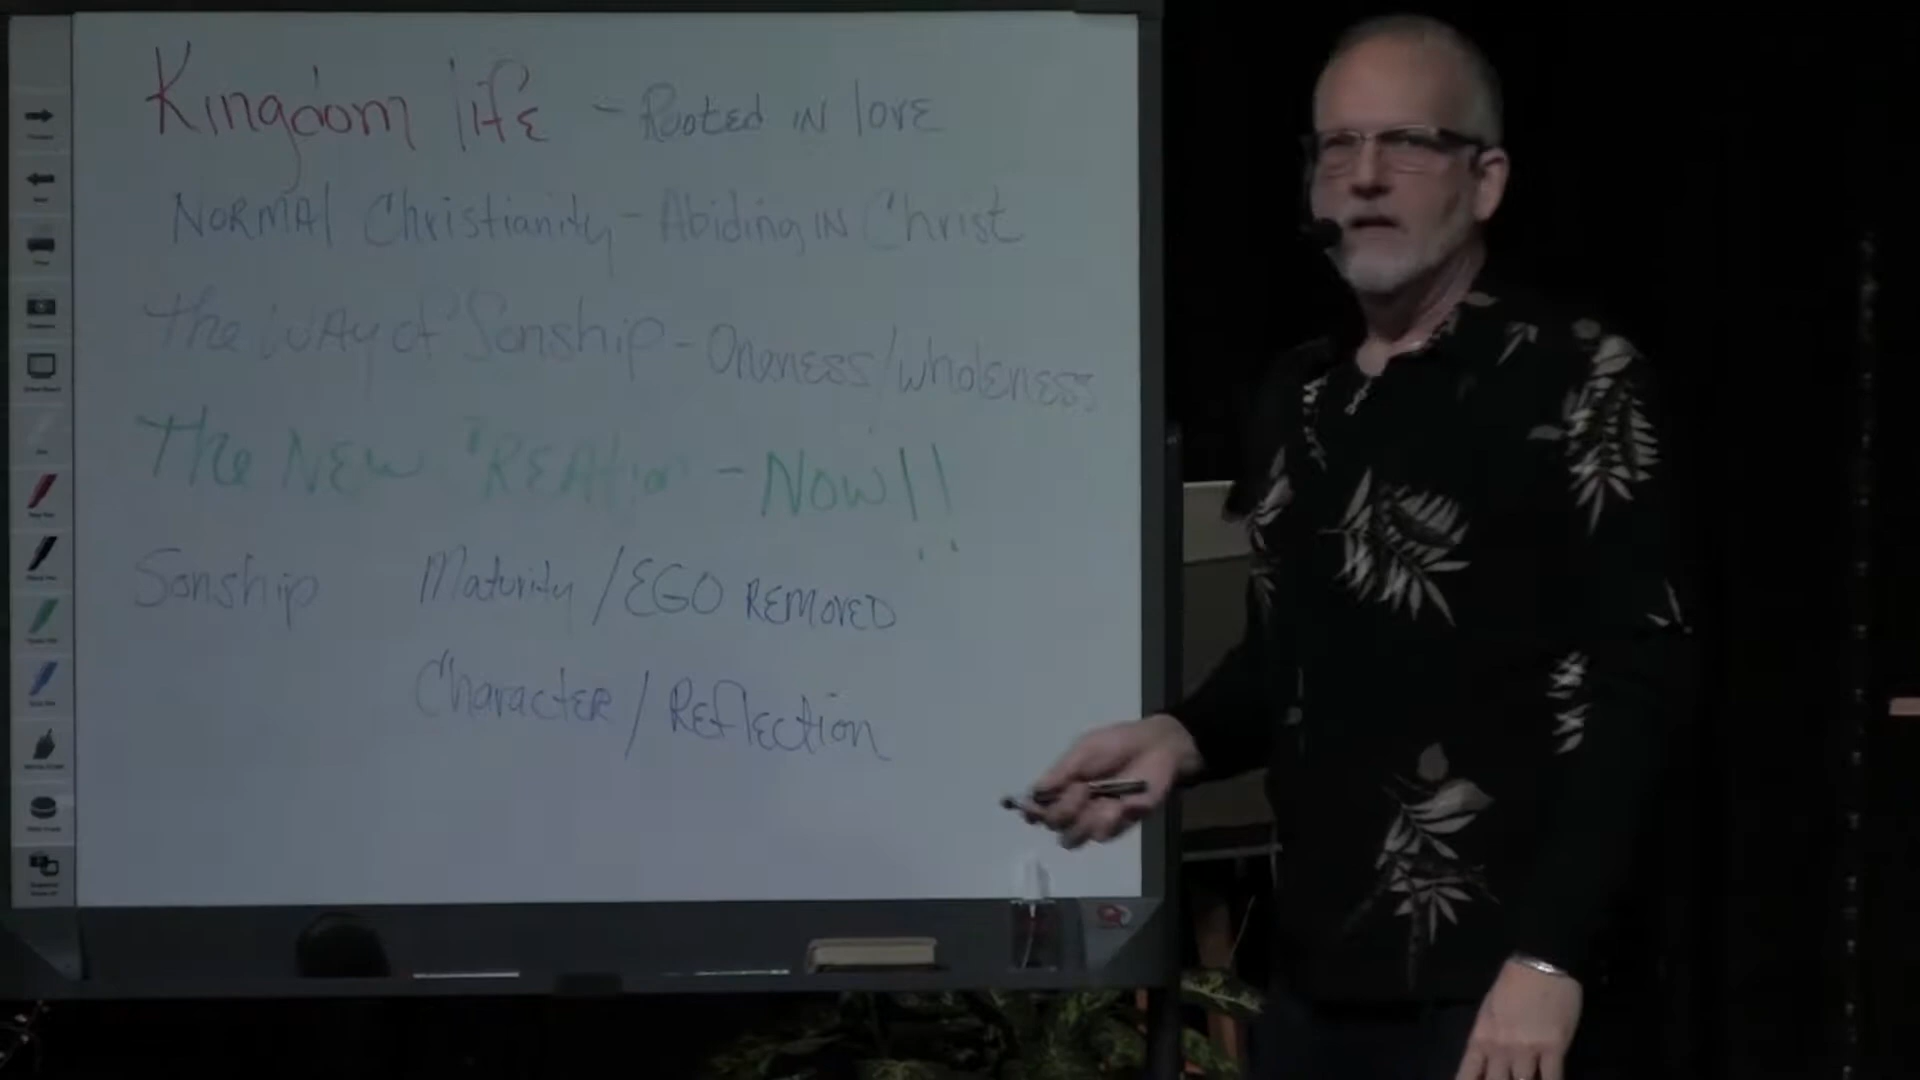 Kingdom life - Rooted in love
Normal Christianity - Abiding in Christ
The way of Sonship - Oneness/wholeness
The New REAtion - Now!!
Sonship Maturity / EGO REMOVED
Character / Reflection